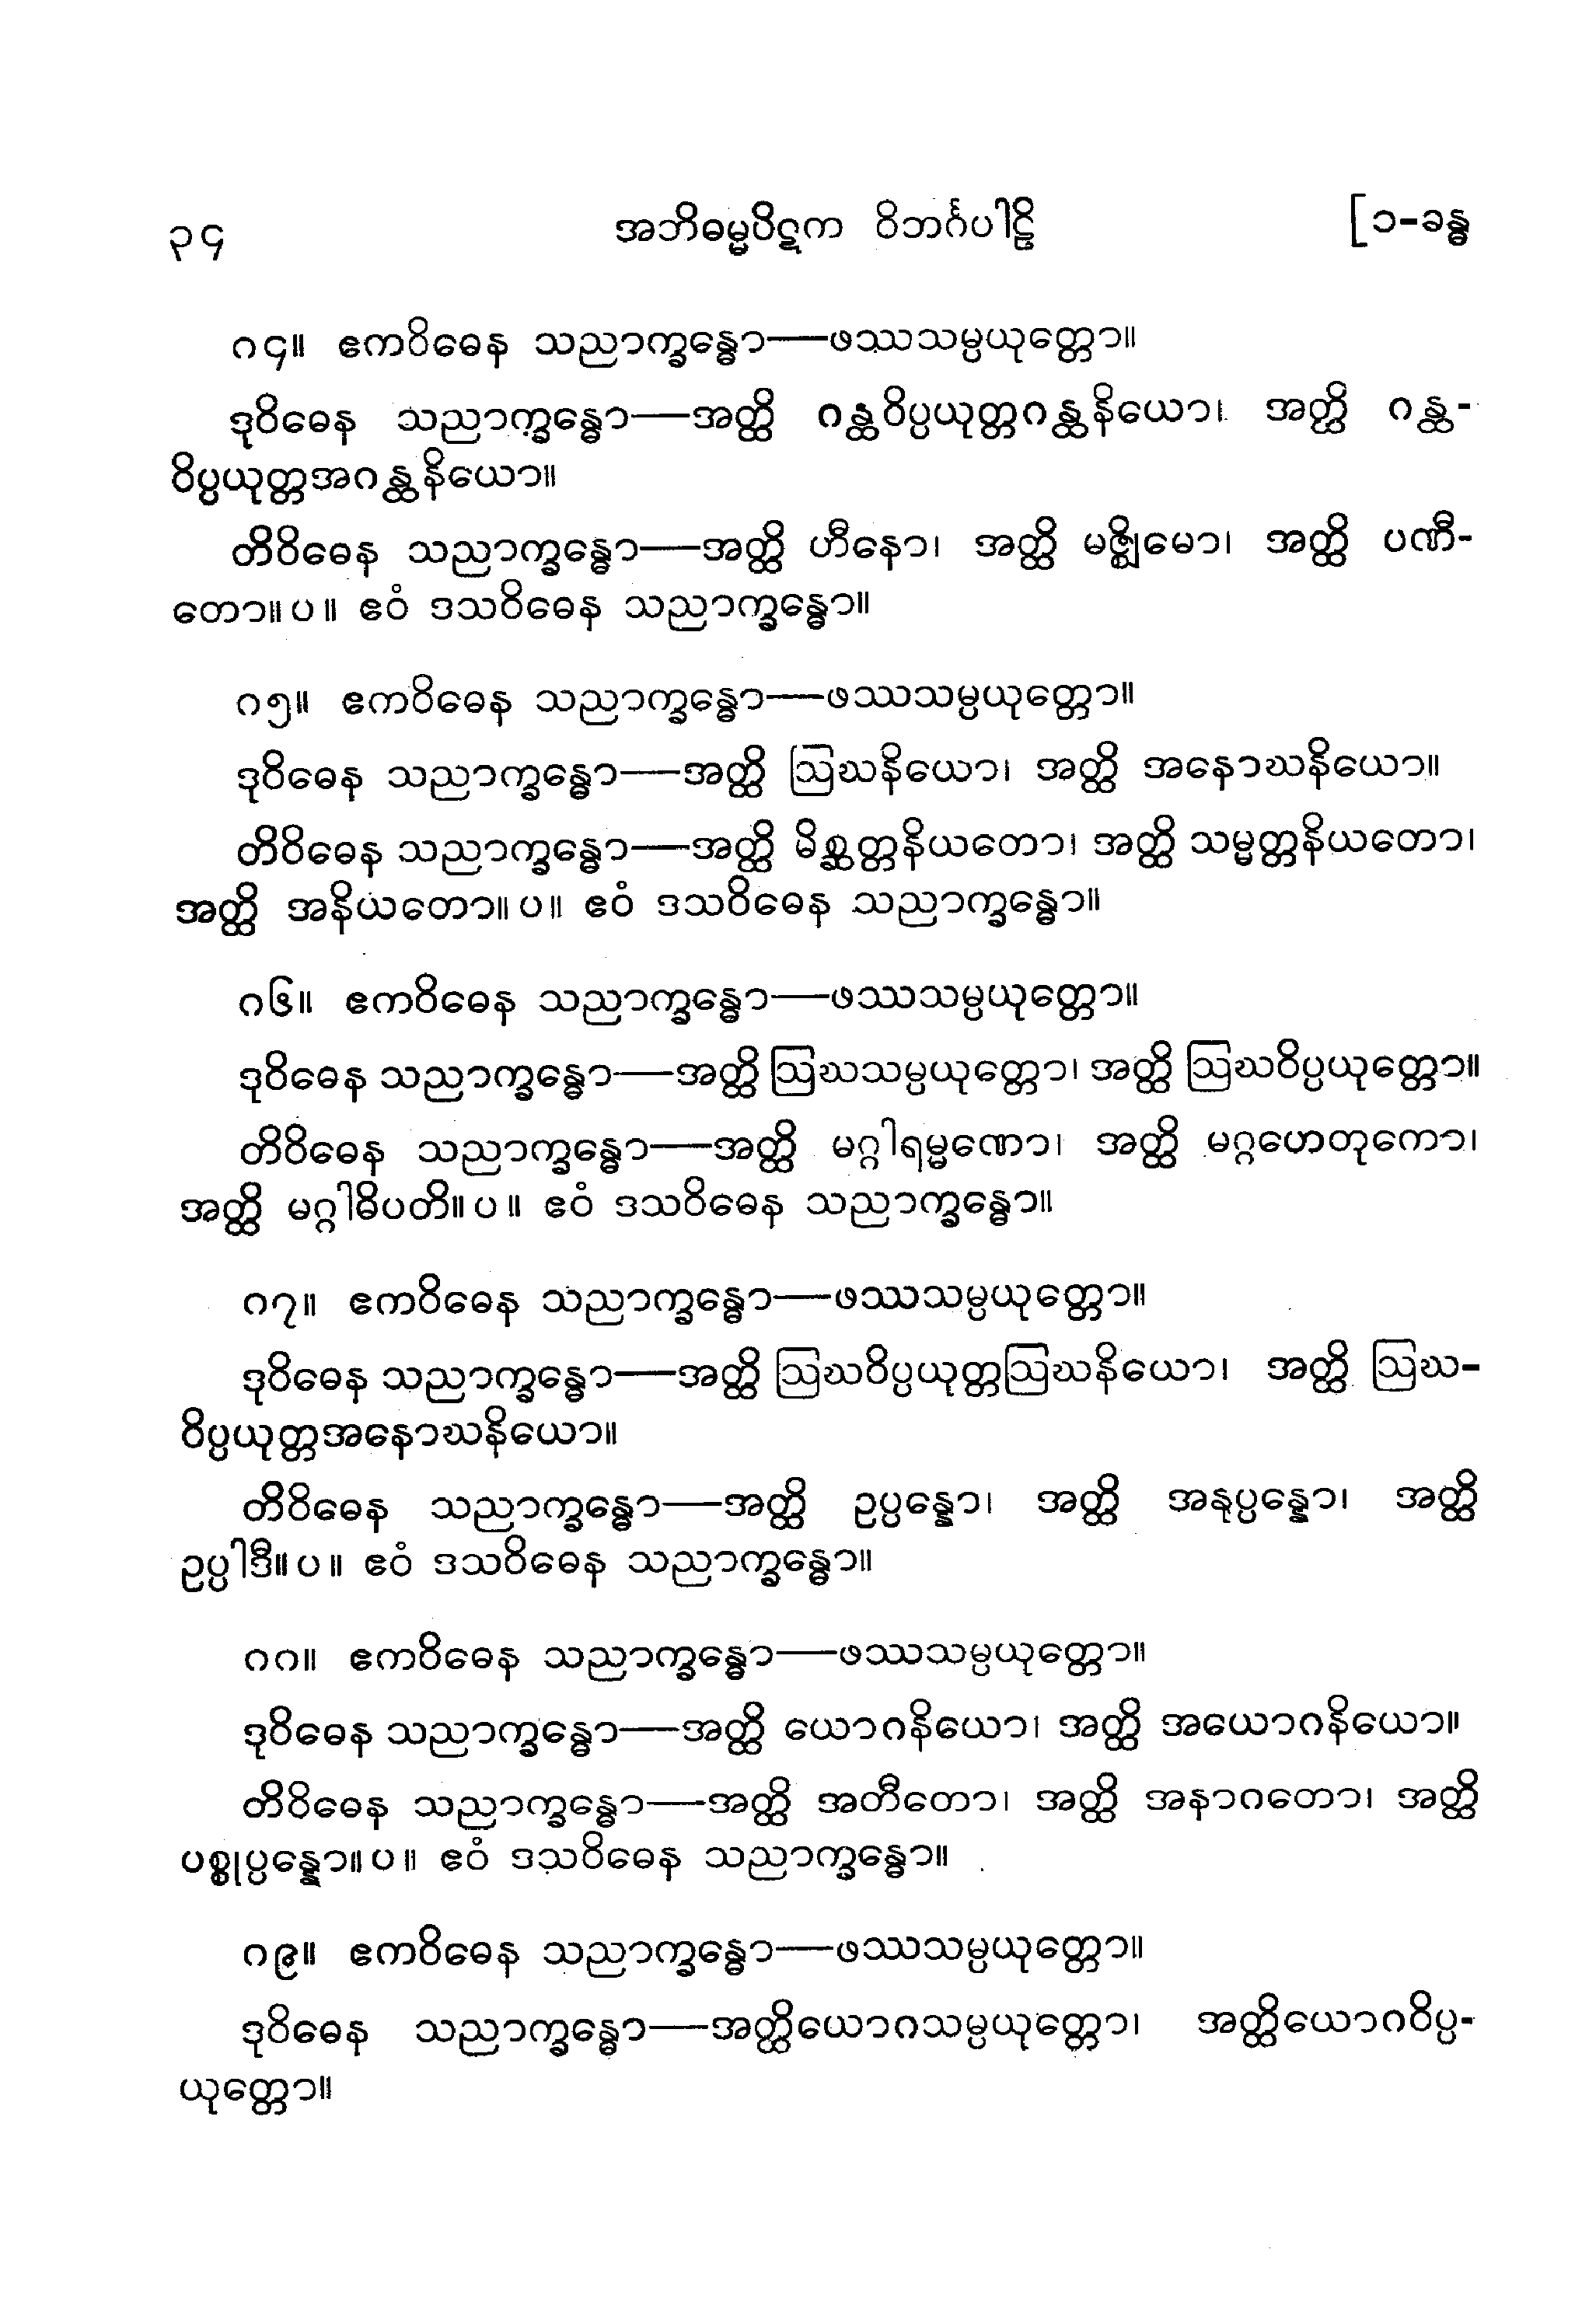 ၃၄ အဘိဓမ္မပိဋက ဝိဘင်္ဂပါဠိ [၁-ခန္ဓ
၈၄။ ဧကဝိဓေန သညာက္ခန္ဓော—ဖဿသမ္ပယုတ္တော။
ဒုဝိဓေန သညာက္ခန္ဓော—အတ္ထိ ဂန္ထဝိပ္ပယုတ္တဂန္ထနိယော၊ အတ္ထိ ဂန္ထ-
ဝိပ္ပယုတ္တအဂန္ထနိယော။
တိဝိဓေန သညာက္ခန္ဓော—အတ္ထိ ဟီနော၊ အတ္ထိ မဇ္ဈိမော၊ အတ္ထိ ပဏီ-
တော။ ပ။ ဧဝံ ဒသဝိဓေန သညာက္ခန္ဓော။
၈၅။ ဧကဝိဓေန သညာက္ခန္ဓော—ဖဿသမ္ပယုတ္တော။
ဒုဝိဓေန သညာက္ခန္ဓော—အတ္ထိ ဩဃနိယော၊ အတ္ထိ အနောဃနိယော။
တိဝိဓေန သညာက္ခန္ဓော—အတ္ထိ မိစ္ဆတ္တနိယတော၊ အတ္ထိ သမ္မတ္တနိယတော၊
အတ္ထိ အနိယတော။ ပ။ ဧဝံ ဒသဝိဓေန သညာက္ခန္ဓော။
၈၆။ ဧကဝိဓေန သညာက္ခန္ဓော—ဖဿသမ္ပယုတ္တော။
ဒုဝိဓေန သညာက္ခန္ဓော—အတ္ထိ ဩဃသမ္ပယုတ္တော၊ အတ္ထိ ဩဃဝိပ္ပယုတ္တော။
တိဝိဓေန သညာက္ခန္ဓော—အတ္ထိ မဂ္ဂါရမ္မဏော၊ အတ္ထိ မဂ္ဂဟေတုကော၊
အတ္ထိ မဂ္ဂါဓိပတိ။ ပ။ ဧဝံ ဒသဝိဓေန သညာက္ခန္ဓော။
၈၇။ ဧကဝိဓေန သညာက္ခန္ဓော—ဖဿသမ္ပယုတ္တော။
ဒုဝိဓေန သညာက္ခန္ဓော—အတ္ထိ ဩဃဝိပ္ပယုတ္တဩဃနိယော၊ အတ္ထိ ဩဃ-
ဝိပ္ပယုတ္တအနောဃနိယော။
တိဝိဓေန သညာက္ခန္ဓော—အတ္ထိ ဥပ္ပန္နော၊ အတ္ထိ အနုပ္ပန္နော၊ အတ္ထိ
ဥပ္ပါဒီ။ ပ။ ဧဝံ ဒသဝိဓေန သညာက္ခန္ဓော။
၈၈။ ဧကဝိဓေန သညာက္ခန္ဓော—ဖဿသမ္ပယုတ္တော။
ဒုဝိဓေန သညာက္ခန္ဓော—အတ္ထိ ယောဂနိယော၊ အတ္ထိ အယောဂနိယော။
တိဝိဓေန သညာက္ခန္ဓော—အတ္ထိ အတီတော၊ အတ္ထိ အနာဂတော၊ အတ္ထိ
ပစ္စုပ္ပန္နော။ ပ။ ဧဝံ ဒသဝိဓေန သညာက္ခန္ဓော။
၈၉။ ဧကဝိဓေန သညာက္ခန္ဓော—ဖဿသမ္ပယုတ္တော။
ဒုဝိဓေန သညာက္ခန္ဓော—အတ္ထိယောဂသမ္ပယုတ္တော၊ အတ္ထိယောဂဝိပ္ပ-
ယုတ္တော။